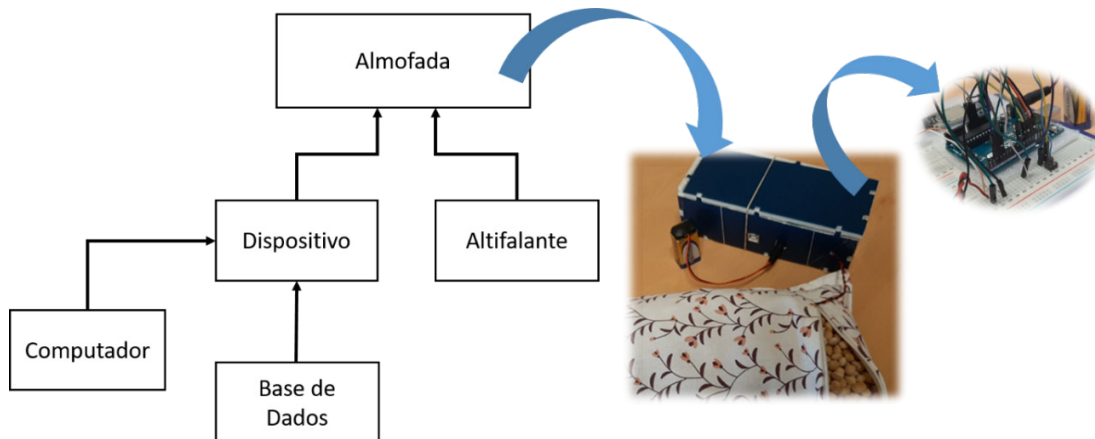 Almofada
Dispositivo
Altifalante
Computador
Base de
Dados